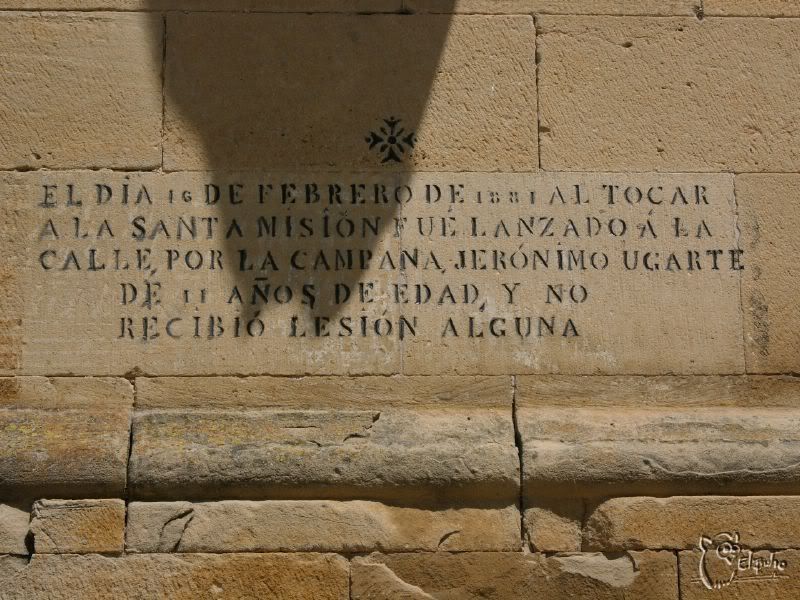 EL DÍA 16 DE FEBRERO DE 1881 AL TOCAR
A LA SANTA MISIÓN FUÉ LANZADO Á LA
CALLE, POR LA CAMPANA, JERÓNIMO UGARTE
DE 11 AÑOS DE EDAD, Y NO
RECIBIÓ LESIÓN ALGUNA